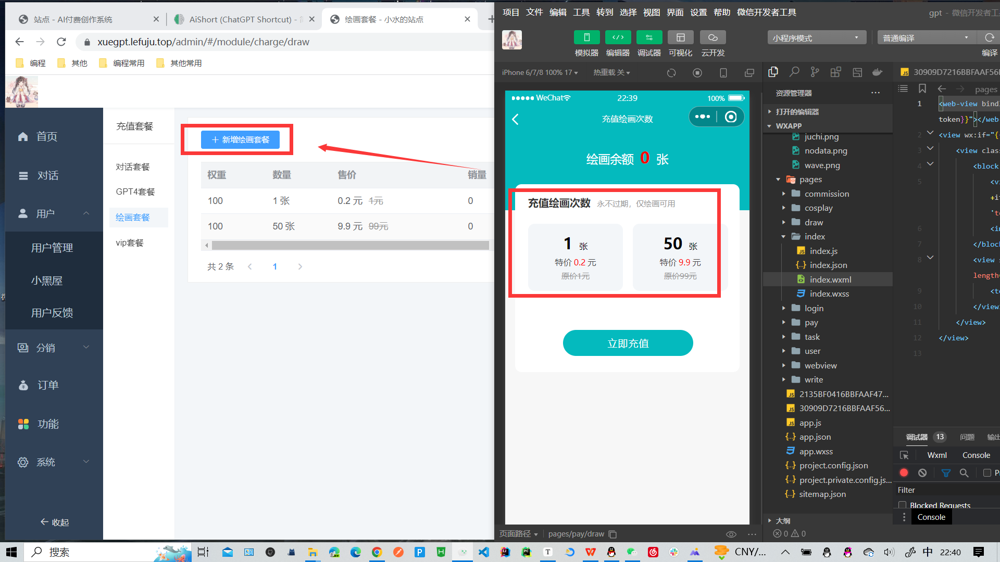 站点 - AI付费创作系统
AiShort (ChatGPT Shortcut) -
绘画套餐 - 小水的站点
xuegpt.lefuju.top/admin/#/module/charge/draw
编程
其他
编程常用
其他常用
首页
对话
用户
用户管理
小黑屋
用户反馈
分销
订单
功能
系统
收起
充值套餐
对话套餐
GPT4套餐
绘画套餐
vip套餐
+ 新增绘画套餐
权重 数量 售价 销量
100 1 张 0.2 元 1元 0
100 50 张 9.9 元 99元 0
共 2 条 1
项目 文件 编辑 工具 转到 选择 视图 界面 设置 帮助 微信开发者工具
gpt - 微信开发者工
模拟器 编辑器 调试器 可视化 云开发
小程序模式
普通编译
编译
iPhone 6/7/8 100% 17
热重载 关
WeChat 22:39 100%
充值绘画次数
绘画余额 0 张
充值绘画次数 永不过期，仅绘画可用
1 张
特价 0.2 元
原价1元
50 张
特价 9.9 元
原价99元
立即充值
页面路径 pages/pay/draw
资源管理器
打开的编辑器
WXAPP
juchi.png
nodata.png
wave.png
pages
commission
cosplay
draw
index
index.js
index.json
index.wxml
index.wxss
login
pay
task
user
webview
write
2135BF0416BBFAAF47...
30909D7216BBFAAF56...
app.js
app.json
app.wxss
project.config.json
project.private.config.js...
sitemap.json
大纲
0 0
30909D7216BBFAAF56
pages
1 <web-view bind
token}}"></web-
2 <view wx:if="{
3 <view clas
4 <block
5 <v
+i
't
6 <i
7 </bloc
8 <view
length=
9 <t
10 </view
11 </view>
12 </view>
13
调试器 13 问题 输出
Wxml Console
Filter
Blocked Requests
Console
搜索
CNY/...
中
22:40